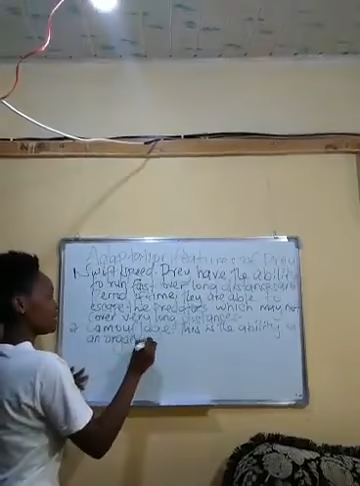 Adaptation features of Prey
1. Swift speed. Prey have the ability
to run fast over long distances and
Period of time, they are able to
escape the predators which may not
cover very long distances.
2. Camouflage: This is the ability of
an organism